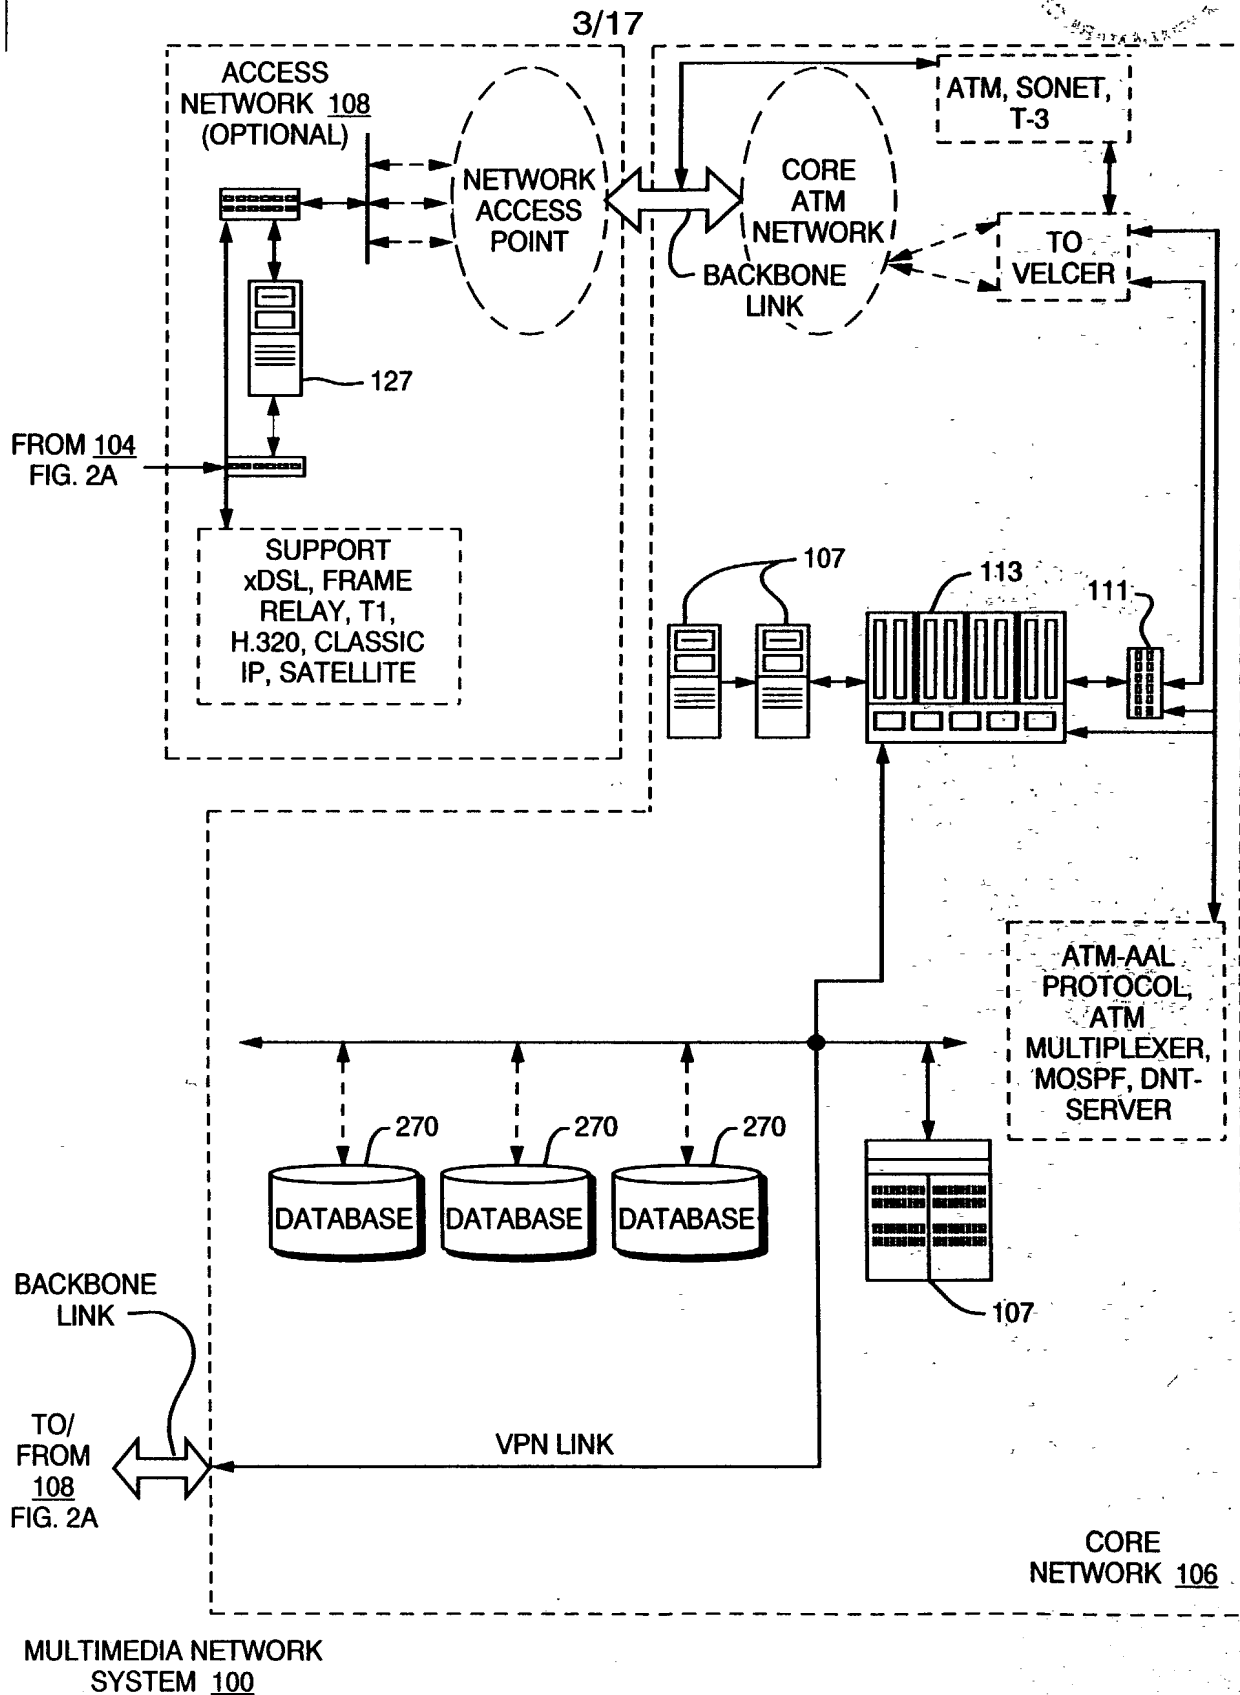 3/17
ACCESS
NETWORK 108
(OPTIONAL)
NETWORK
ACCESS
POINT
CORE
ATM
NETWORK
ATM, SONET,
T-3
BACKBONE
LINK
TO
VELCER
127
FROM 104
FIG. 2A
SUPPORT
xDSL, FRAME
RELAY, T1,
H.320, CLASSIC
IP, SATELLITE
107
113
111
ATM-AAL
PROTOCOL,
ATM
MULTIPLEXER,
MOSPF, DNT-
SERVER
270
270
270
DATABASE
DATABASE
DATABASE
107
BACKBONE
LINK
TO/
FROM
108
FIG. 2A
VPN LINK
CORE
NETWORK 106
MULTIMEDIA NETWORK
SYSTEM 100